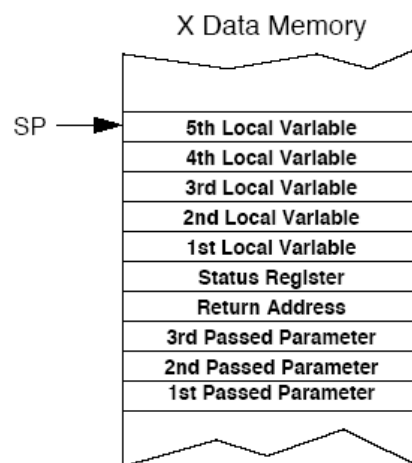 X Data Memory
SP
5th Local Variable
4th Local Variable
3rd Local Variable
2nd Local Variable
1st Local Variable
Status Register
Return Address
3rd Passed Parameter
2nd Passed Parameter
1st Passed Parameter